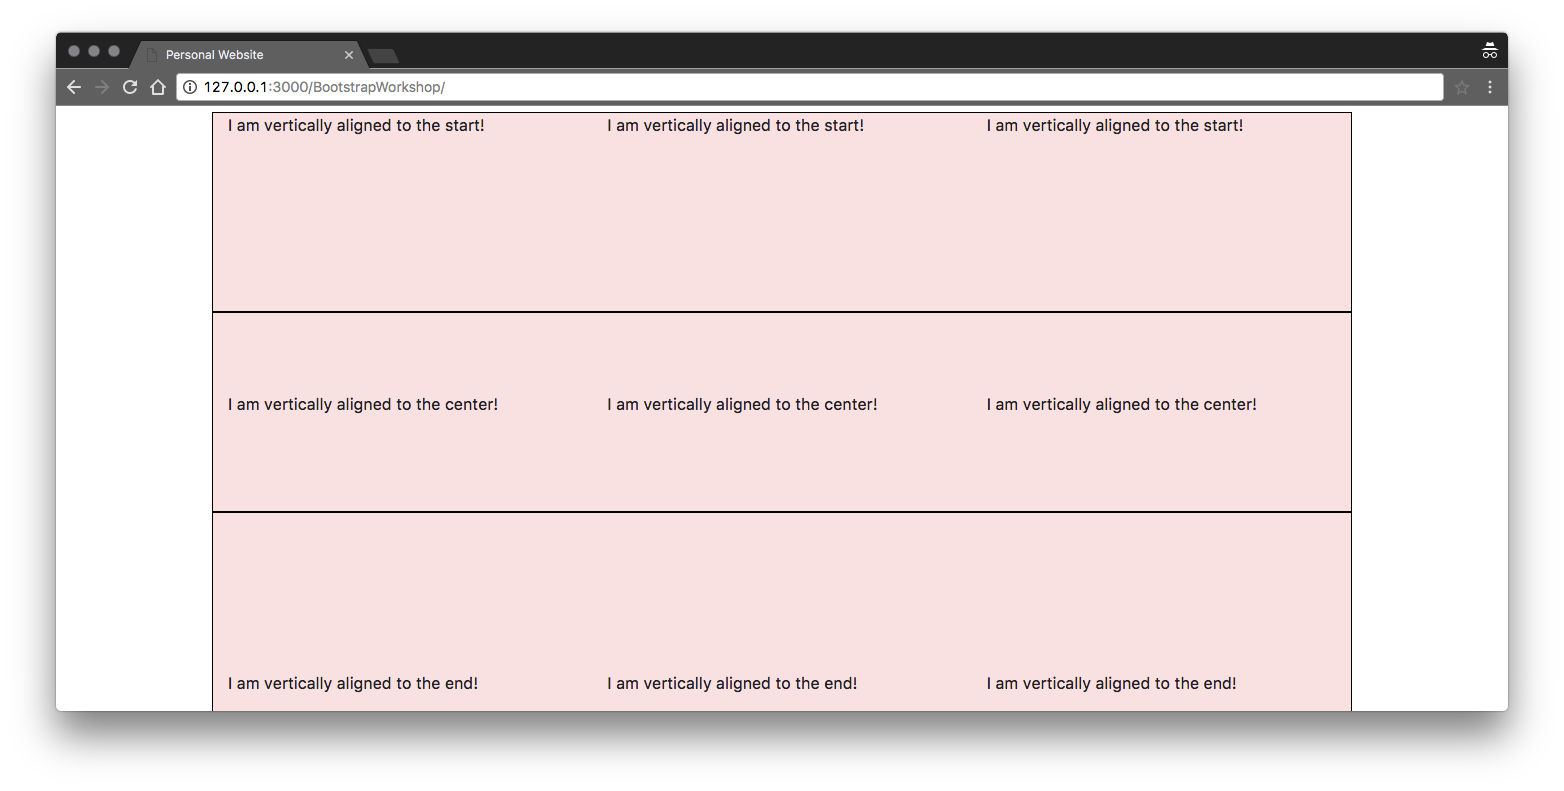 Personal Website
127.0.0.1:3000/BootstrapWorkshop/
I am vertically aligned to the start! I am vertically aligned to the start! I am vertically aligned to the start!
I am vertically aligned to the center! I am vertically aligned to the center! I am vertically aligned to the center!
I am vertically aligned to the end! I am vertically aligned to the end! I am vertically aligned to the end!